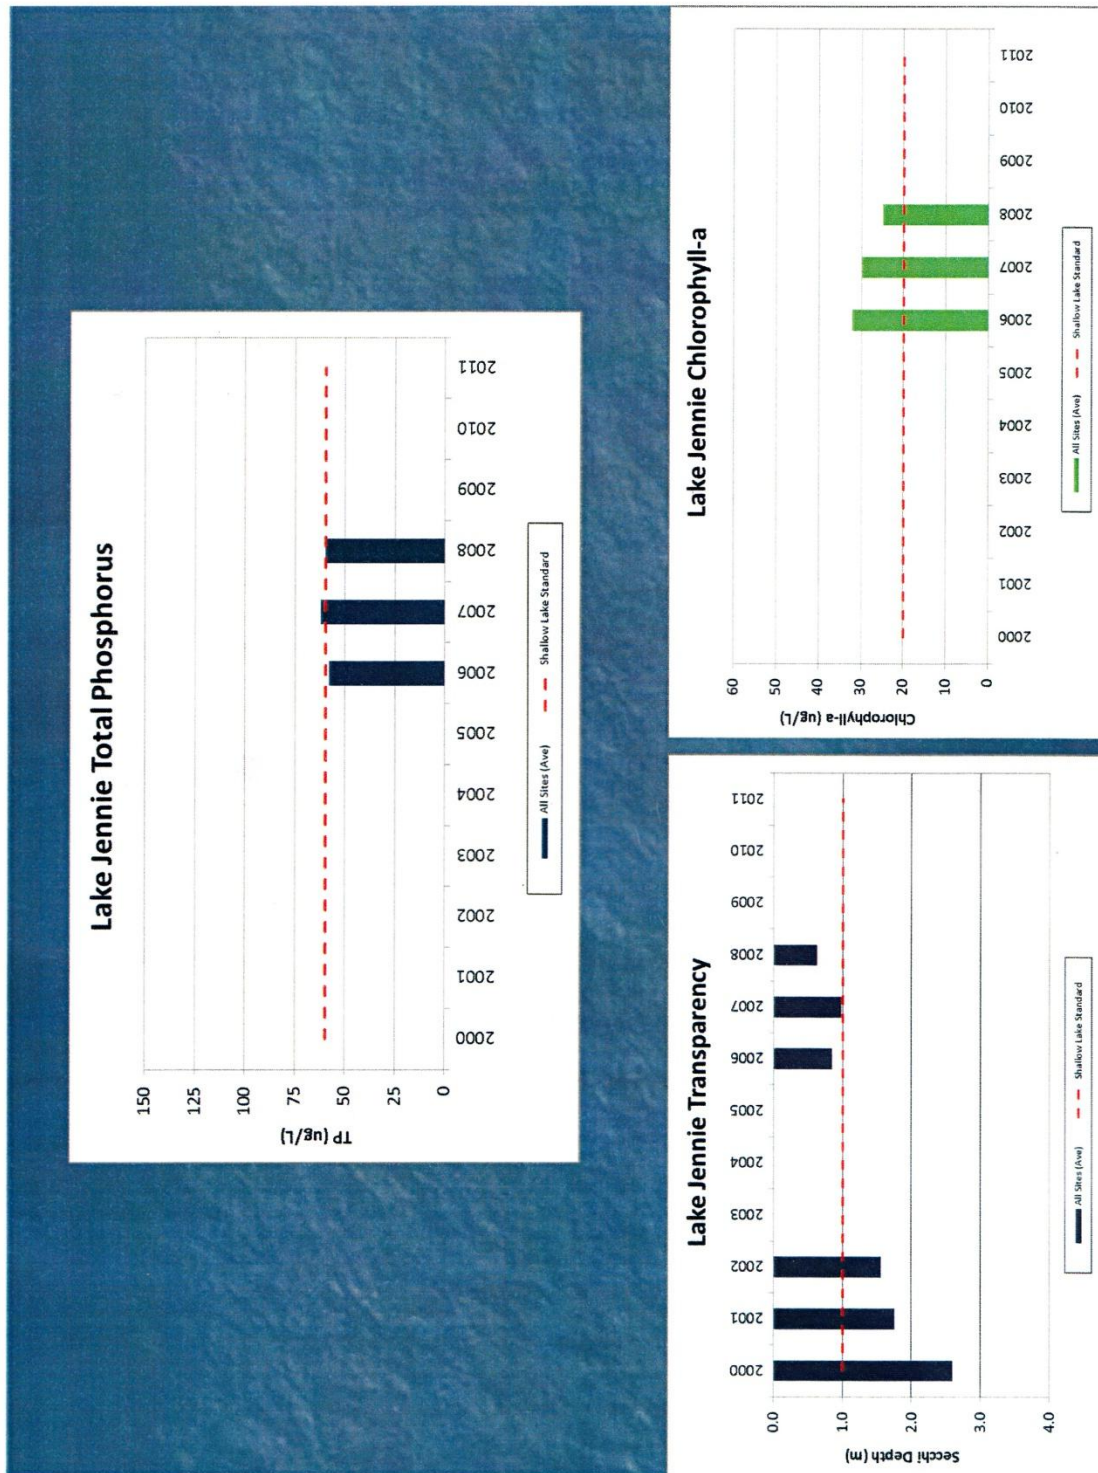 Lake Jennie Total Phosphorus
TP (ug/L)
150
125
100
75
50
25
0
2000 2001 2002 2003 2004 2005 2006 2007 2008 2009 2010 2011
All Sites (Ave) Shallow Lake Standard
Lake Jennie Transparency
Secchi Depth (m)
0.0
1.0
2.0
3.0
4.0
2000 2001 2002 2003 2004 2005 2006 2007 2008 2009 2010 2011
All Sites (Ave) Shallow Lake Standard
Lake Jennie Chlorophyll-a
Chlorophyll-a (ug/L)
60
50
40
30
20
10
0
2000 2001 2002 2003 2004 2005 2006 2007 2008 2009 2010 2011
All Sites (Ave) Shallow Lake Standard